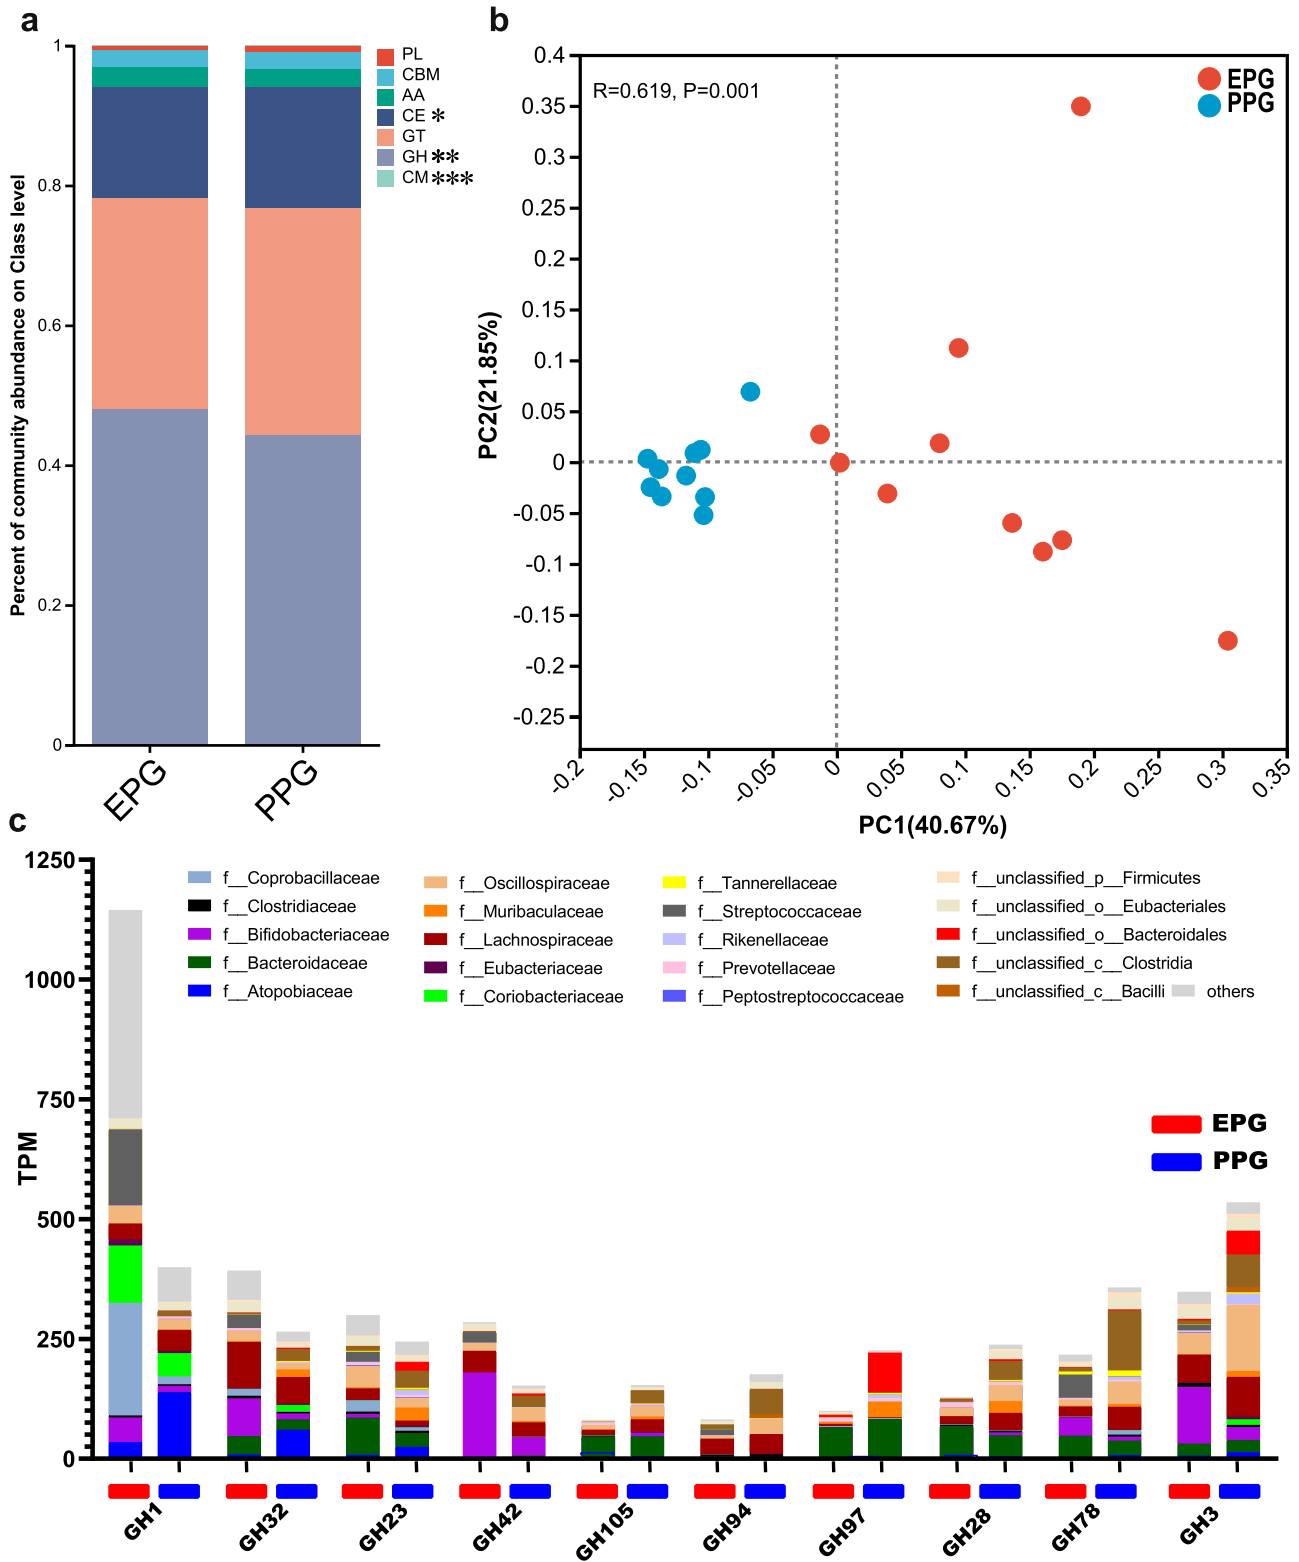 a
1
0.8
0.6
0.4
0.2
0
Percent of community abundance on Class level
EPG
PPG
PL
CBM
AA
CE *
GT
GH **
CM ***
b
R=0.619, P=0.001
EPG
PPG
0.4
0.35
0.3
0.25
0.2
0.15
0.1
0.05
0
-0.05
-0.1
-0.15
-0.2
-0.25
PC2(21.85%)
-0.2
-0.15
-0.1
-0.05
0
0.05
0.1
0.15
0.2
0.25
0.3
0.35
PC1(40.67%)
c
1250
1000
750
500
250
0
TPM
f__Coprobacillaceae
f__Clostridiaceae
f__Bifidobacteriaceae
f__Bacteroidaceae
f__Atopobiaceae
f__Oscillospiraceae
f__Muribaculaceae
f__Lachnospiraceae
f__Eubacteriaceae
f__Coriobacteriaceae
f__Tannerellaceae
f__Streptococcaceae
f__Rikenellaceae
f__Prevotellaceae
f__Peptostreptococcaceae
f__unclassified_p__Firmicutes
f__unclassified_o__Eubacteriales
f__unclassified_o__Bacteroidales
f__unclassified_c__Clostridia
f__unclassified_c__Bacilli
others
EPG
PPG
GH1
GH32
GH23
GH42
GH105
GH94
GH97
GH28
GH78
GH3